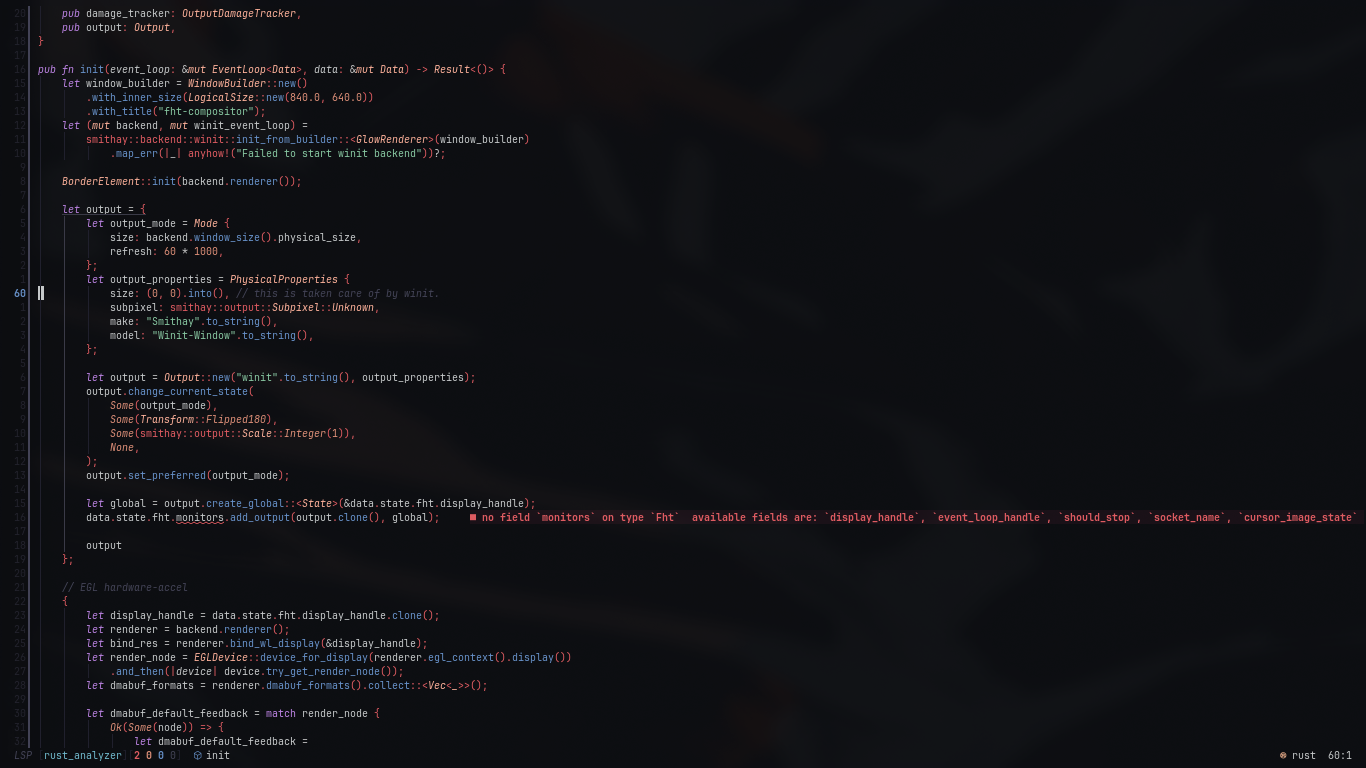 20 pub damage_tracker: OutputDamageTracker,
19 pub output: Output,
18 }
17
16 pub fn init(event_loop: &mut EventLoop<Data>, data: &mut Data) -> Result<()> {
15 let window_builder = WindowBuilder::new()
14 .with_inner_size(LogicalSize::new(840.0, 640.0))
13 .with_title("fht-compositor");
12 let (mut backend, mut winit_event_loop) =
11 smithay::backend::winit::init_from_builder::<GlowRenderer>(window_builder)
10 .map_err(|_| anyhow!("Failed to start winit backend"))?;
9
8 BorderElement::init(backend.renderer());
7
6 let output = {
5 let output_mode = Mode {
4 size: backend.window_size().physical_size,
3 refresh: 60 * 1000,
2 };
1 let output_properties = PhysicalProperties {
60 size: (0, 0).into(), // this is taken care of by winit.
1 subpixel: smithay::output::Subpixel::Unknown,
2 make: "Smithay".to_string(),
3 model: "Winit-Window".to_string(),
4 };
5
6 let output = Output::new("winit".to_string(), output_properties);
7 output.change_current_state(
8 Some(output_mode),
9 Some(Transform::Flipped180),
10 Some(smithay::output::Scale::Integer(1)),
11 None,
12 );
13 output.set_preferred(output_mode);
14
15 let global = output.create_global::<State>(&data.state.fht.display_handle);
16 data.state.fht.monitors.add_output(output.clone(), global); ■ no field `monitors` on type `Fht`  available fields are: `display_handle`, `event_loop_handle`, `should_stop`, `socket_name`, `cursor_image_state`
17
18 output
19 };
20
21 // EGL hardware-accel
22 {
23 let display_handle = data.state.fht.display_handle.clone();
24 let renderer = backend.renderer();
25 let bind_res = renderer.bind_wl_display(&display_handle);
26 let render_node = EGLDevice::device_for_display(renderer.egl_context().display())
27 .and_then(|device| device.try_get_render_node());
28 let dmabuf_formats = renderer.dmabuf_formats().collect::<Vec<_>>();
29
30 let dmabuf_default_feedback = match render_node {
31 Ok(Some(node)) => {
32 let dmabuf_default_feedback =
LSP [rust_analyzer][2 0 0 0] init rust 60:1